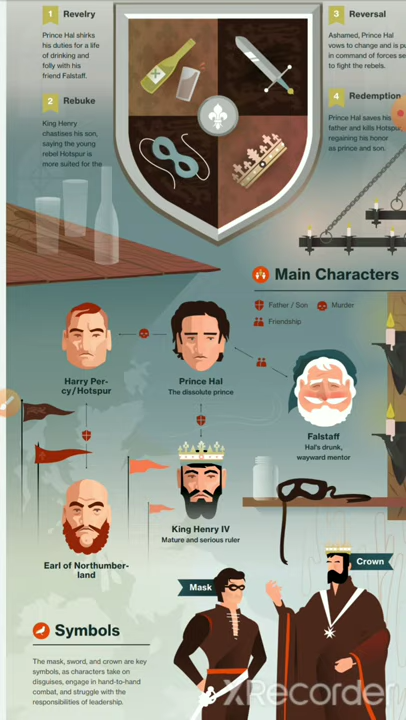 1 Revelry
Prince Hal shirks
his duties for a life
of drinking and
folly with his
friend Falstaff.
2 Rebuke
King Henry
chastises his son,
saying the young
rebel Hotspur is
more suited for the
3 Reversal
Ashamed, Prince Hal
vows to change and is pu
in command of forces se
to fight the rebels.
4 Redemption
Prince Hal saves his
father and kills Hotspur,
regaining his honor
as prince and son.
Main Characters
Father / Son
Murder
Friendship
Harry Per-
cy/Hotspur
Prince Hal
The dissolute prince
Falstaff
Hal's drunk,
wayward mentor
King Henry IV
Mature and serious ruler
Earl of Northumber-
land
Mask
Crown
Symbols
The mask, sword, and crown are key
symbols, as characters take on
disguises, engage in hand-to-hand
combat, and struggle with the
responsibilities of leadership.
XRecorder